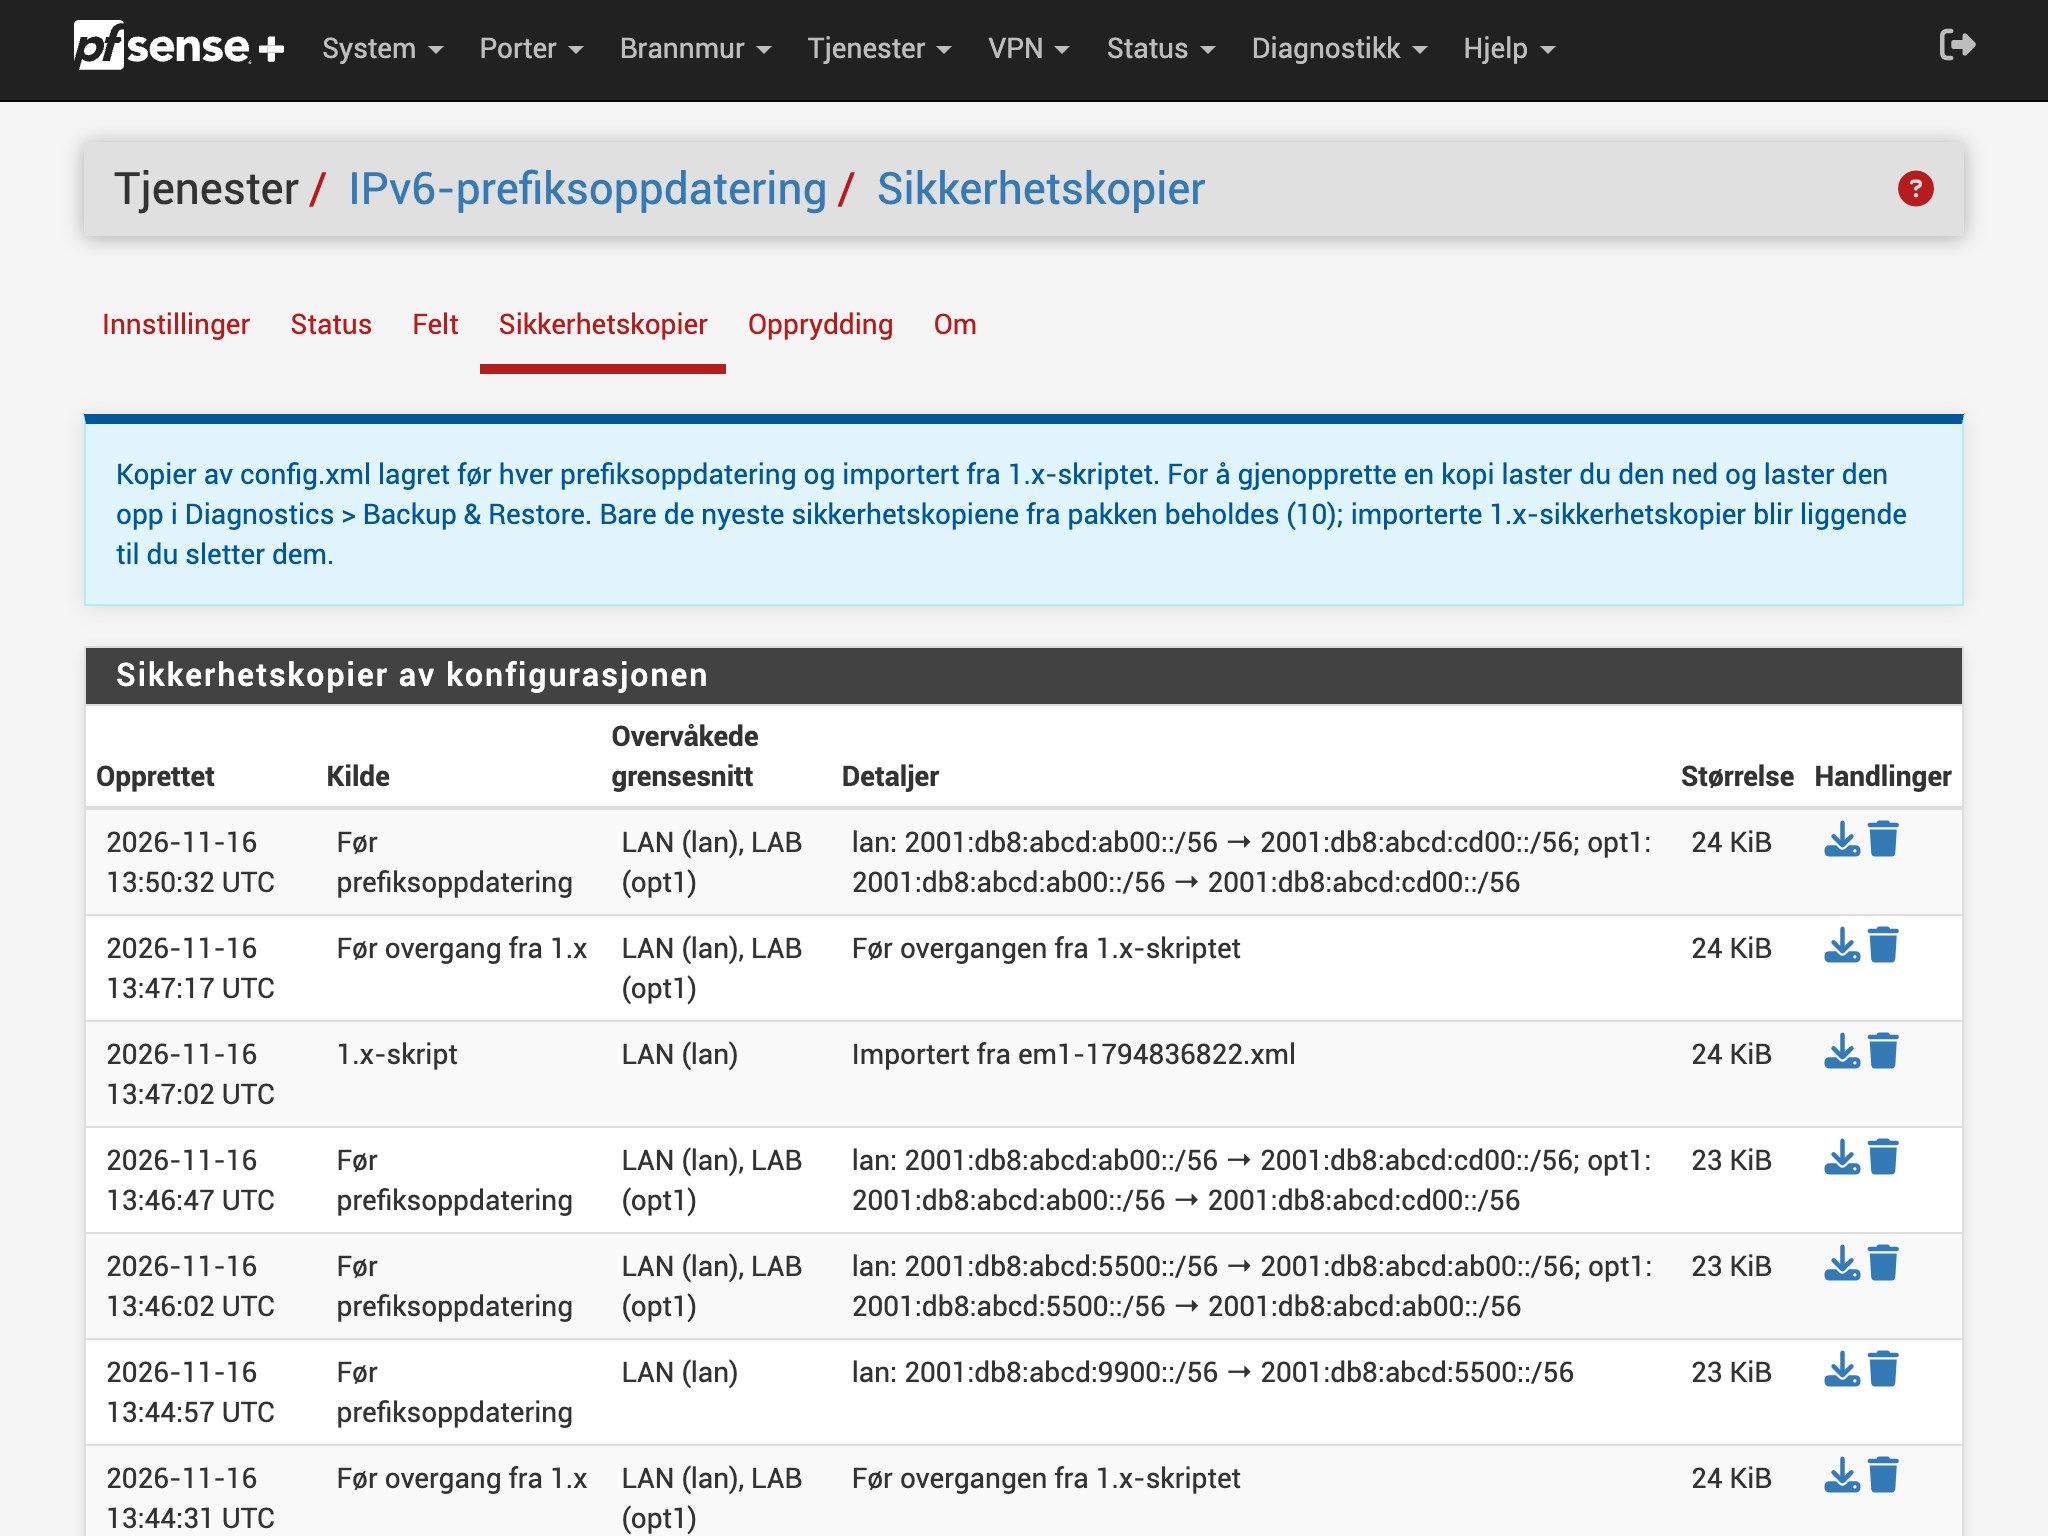 pfsense+ System Porter Brannmur Tjenester VPN Status Diagnostikk Hjelp
Tjenester / IPv6-prefiksoppdatering / Sikkerhetskopier ?
Innstillinger Status Felt Sikkerhetskopier Opprydding Om
Kopier av config.xml lagret før hver prefiksoppdatering og importert fra 1.x-skriptet. For å gjenopprette en kopi laster du den ned og laster den
opp i Diagnostics > Backup & Restore. Bare de nyeste sikkerhetskopiene fra pakken beholdes (10); importerte 1.x-sikkerhetskopier blir liggende
til du sletter dem.
Sikkerhetskopier av konfigurasjonen
Overvåkede
Opprettet Kilde grensesnitt Detaljer Størrelse Handlinger
2026-11-16 Før LAN (lan), LAB lan: 2001:db8:abcd:ab00::/56 → 2001:db8:abcd:cd00::/56; opt1: 24 KiB
13:50:32 UTC prefiksoppdatering (opt1) 2001:db8:abcd:ab00::/56 → 2001:db8:abcd:cd00::/56
2026-11-16 Før overgang fra 1.x LAN (lan), LAB Før overgangen fra 1.x-skriptet 24 KiB
13:47:17 UTC (opt1)
2026-11-16 1.x-skript LAN (lan) Importert fra em1-1794836822.xml 24 KiB
13:47:02 UTC
2026-11-16 Før LAN (lan), LAB lan: 2001:db8:abcd:ab00::/56 → 2001:db8:abcd:cd00::/56; opt1: 23 KiB
13:46:47 UTC prefiksoppdatering (opt1) 2001:db8:abcd:ab00::/56 → 2001:db8:abcd:cd00::/56
2026-11-16 Før LAN (lan), LAB lan: 2001:db8:abcd:5500::/56 → 2001:db8:abcd:ab00::/56; opt1: 23 KiB
13:46:02 UTC prefiksoppdatering (opt1) 2001:db8:abcd:5500::/56 → 2001:db8:abcd:ab00::/56
2026-11-16 Før LAN (lan) lan: 2001:db8:abcd:9900::/56 → 2001:db8:abcd:5500::/56 23 KiB
13:44:57 UTC prefiksoppdatering
2026-11-16 Før overgang fra 1.x LAN (lan), LAB Før overgangen fra 1.x-skriptet 24 KiB
13:44:31 UTC (opt1)